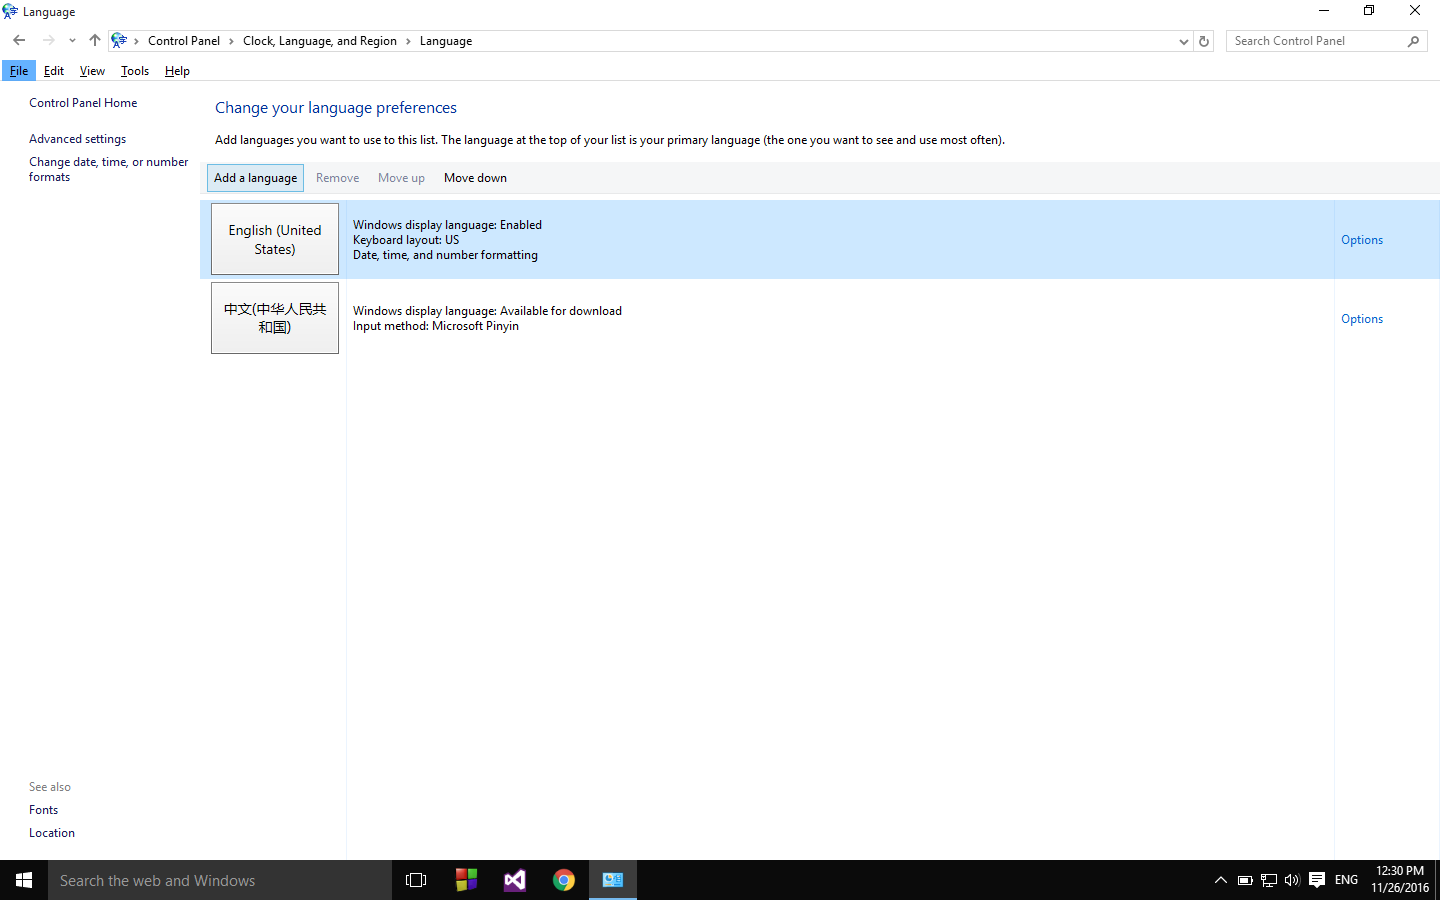 Language
Control Panel
Clock, Language, and Region
Language
Search Control Panel
File
Edit
View
Tools
Help
Control Panel Home
Advanced settings
Change date, time, or number
formats
Change your language preferences
Add languages you want to use to this list. The language at the top of your list is your primary language (the one you want to see and use most often).
Add a language
Remove
Move up
Move down
English (United
States)
Windows display language: Enabled
Keyboard layout: US
Date, time, and number formatting
Options
中文(中华人民共
和国)
Windows display language: Available for download
Input method: Microsoft Pinyin
Options
See also
Fonts
Location
Search the web and Windows
ENG
12:30 PM
11/26/2016